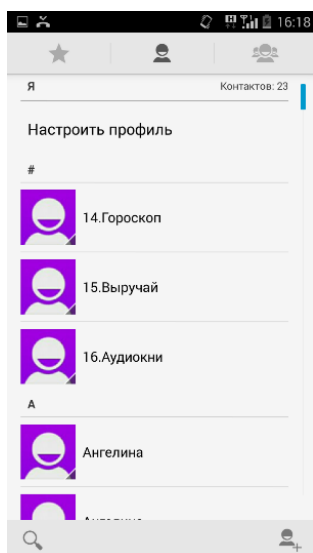 16:18
Я Контактов: 23
Настроить профиль
#
14.Гороскоп
15.Выручай
16.Аудиокни
А
Ангелина